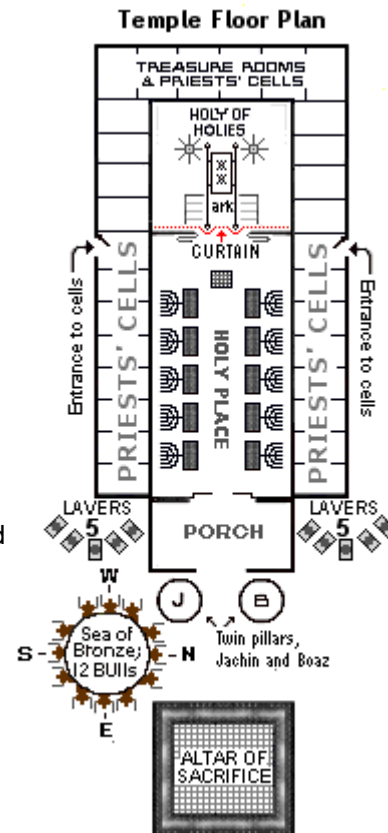 Temple Floor Plan
TREASURE ROOMS
& PRIESTS' CELLS
HOLY OF
HOLIES
ark
CURTAIN
Entrance to cells
PRIESTS' CELLS
HOLY PLACE
PRIESTS' CELLS
Entrance to cells
LAVERS
5
PORCH
LAVERS
5
d
J
B
Twin pillars,
Jachin and Boaz
W
S
Sea of
Bronze;
12 BUlls
N
E
ALTAR OF
SACRIFICE